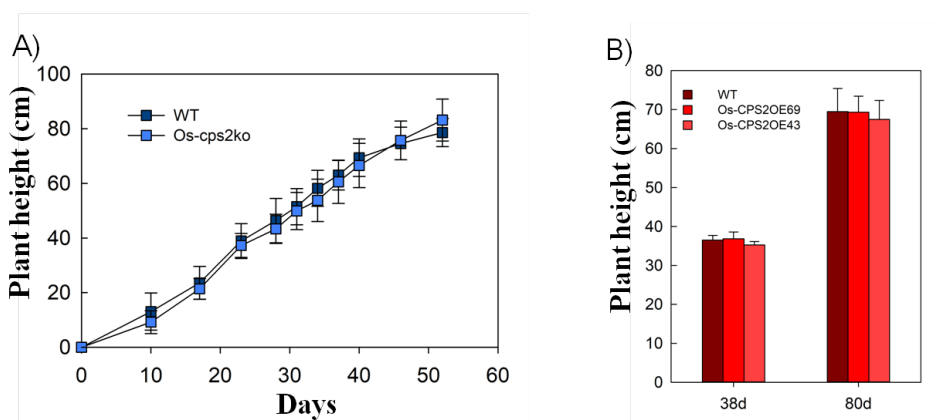 A)
Plant height (cm)
100
80
60
40
20
0
WT
Os-cps2ko
0 10 20 30 40 50 60
Days
B)
Plant height (cm)
80
70
60
50
40
30
20
10
0
WT
Os-CPS2OE69
Os-CPS2OE43
38d 80d